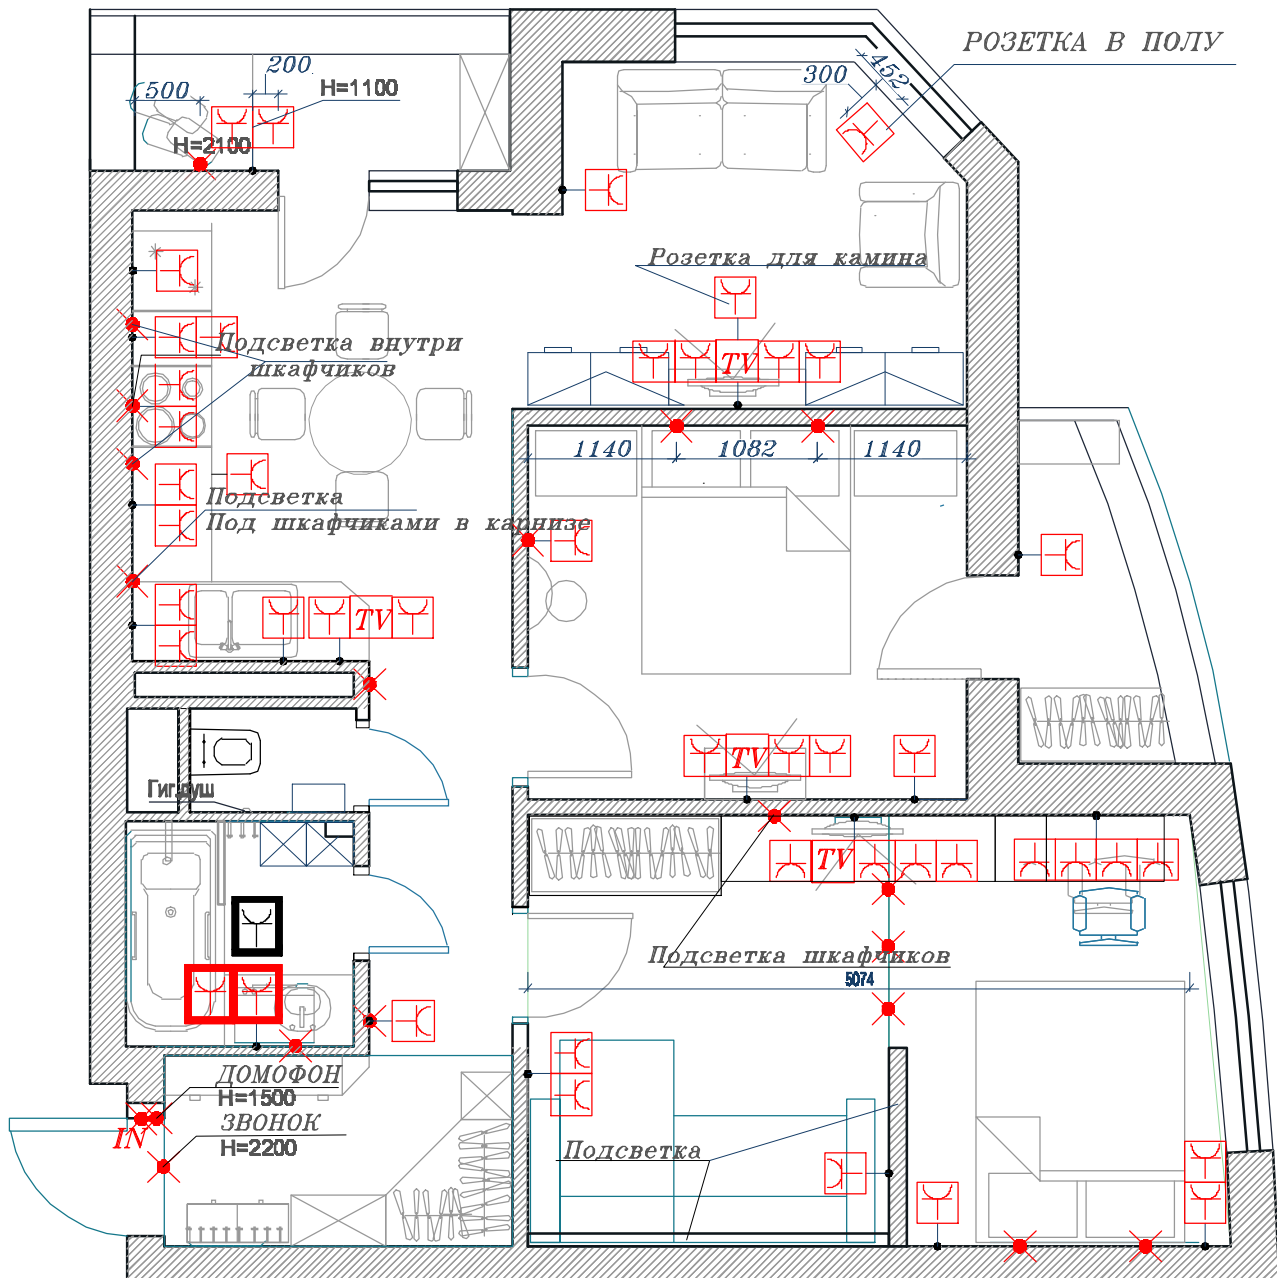 РОЗЕТКА В ПОЛУ
200
452
300
H=1100
500
H=2100
Розетка для камина
Подсветка внутри
шкафчиков
TV
1140
1082
1140
Подсветка
Под шкафчиками в карнизе
TV
TV
Гиг.душ
TV
Подсветка шкафчиков
5074
ДОМОФОН
H=1500
ЗВОНОК
IN
H=2200
Подсветка